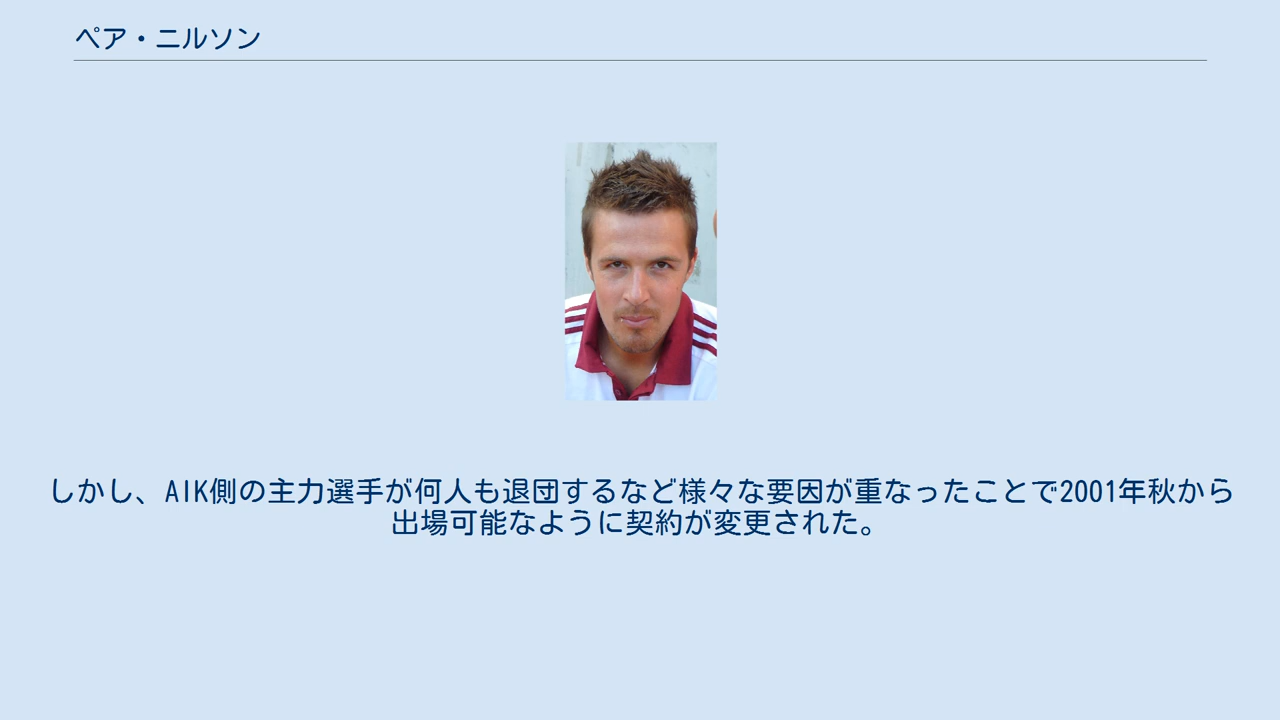 ペア・ニルソン
しかし、AIK側の主力選手が何人も退団するなど様々な要因が重なったことで2001年秋から
出場可能なように契約が変更された。